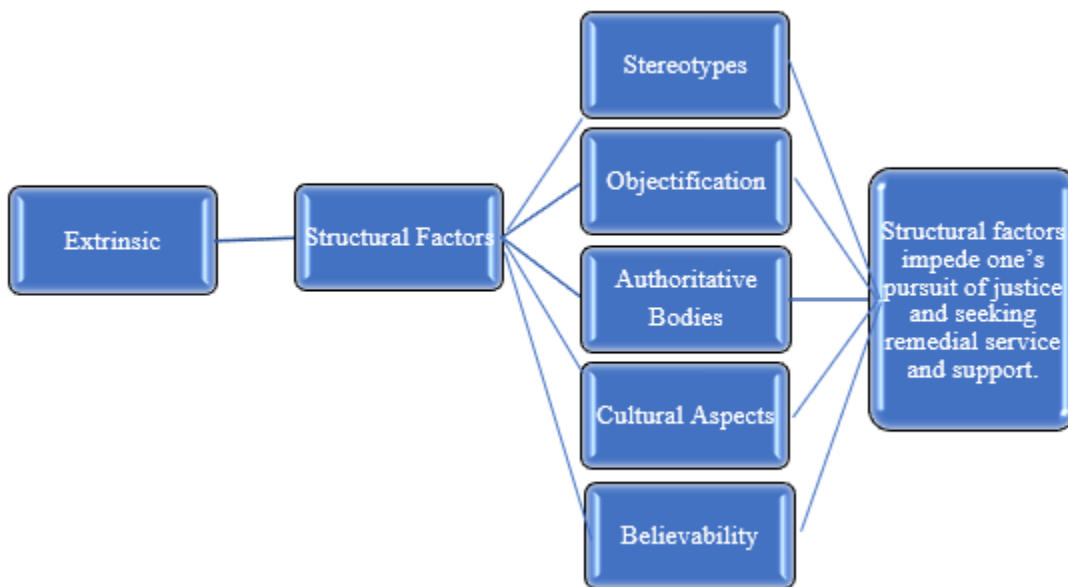 Extrinsic
Structural Factors
Stereotypes
Objectification
Authoritative
Bodies
Cultural Aspects
Believability
Structural factors
impede one’s
pursuit of justice
and seeking
remedial service
and support.